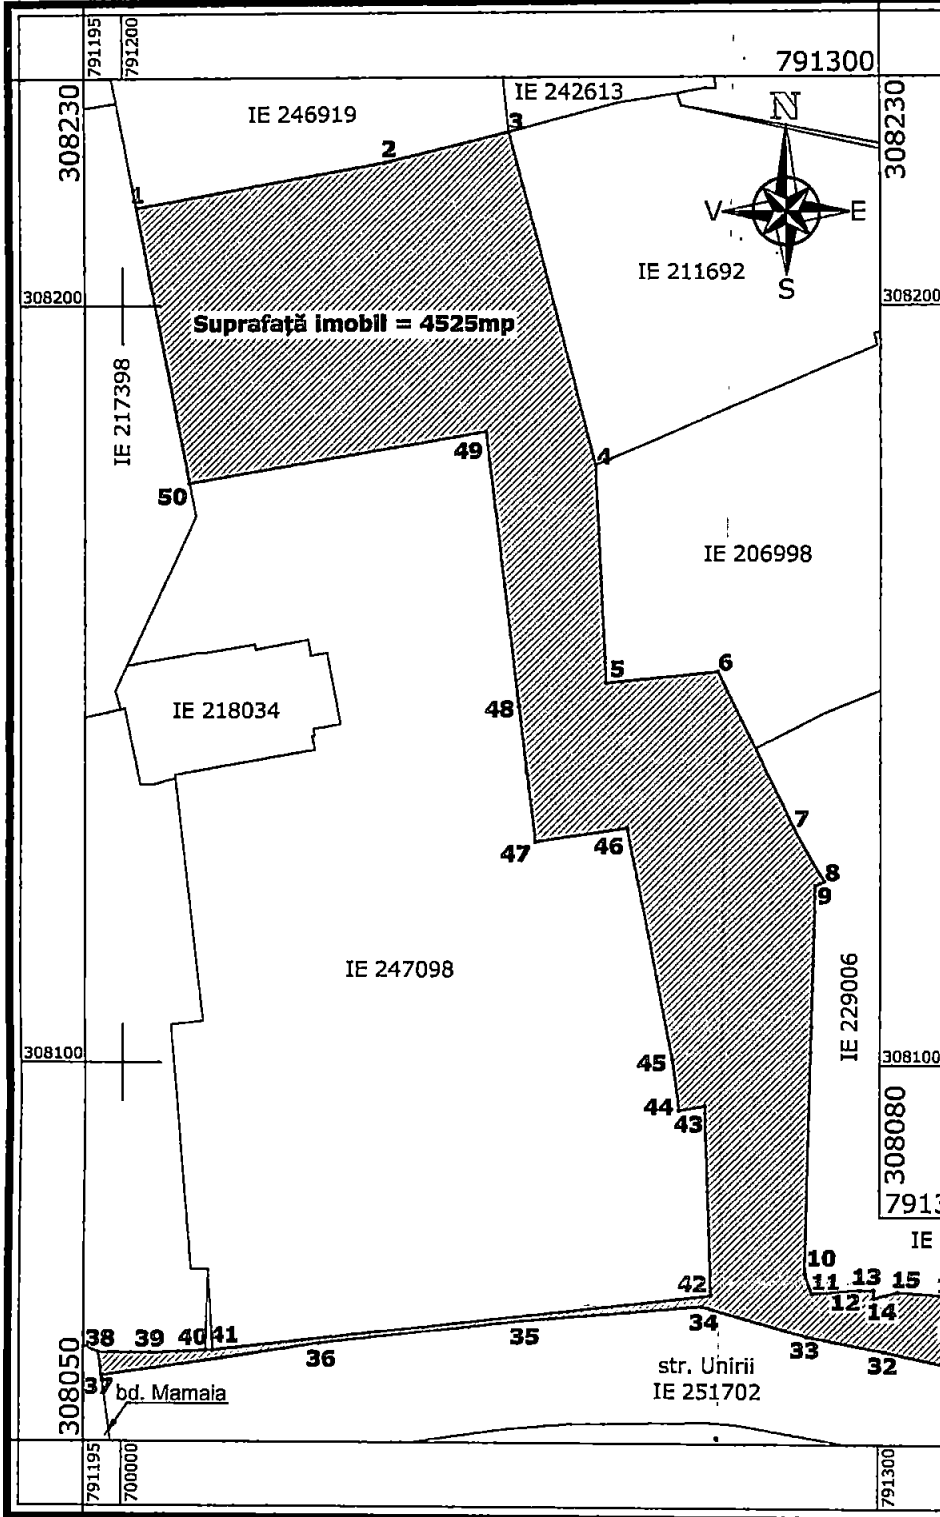 791195
791200
791300
308230
308230
IE 246919
IE 242613
N
V
E
S
1
2
3
IE 211692
308200
308200
Suprafață imobil = 4525mp
IE 217398
49
4
50
IE 206998
5
6
IE 218034
48
7
47
46
8
9
IE 247098
IE 229006
308100
308100
45
44
43
308080
7913
IE
10
11
12
13
14
15
42
34
33
32
38
39
40
41
36
35
37
308050
bd. Mamaia
str. Unirii
IE 251702
791195
700000
791300